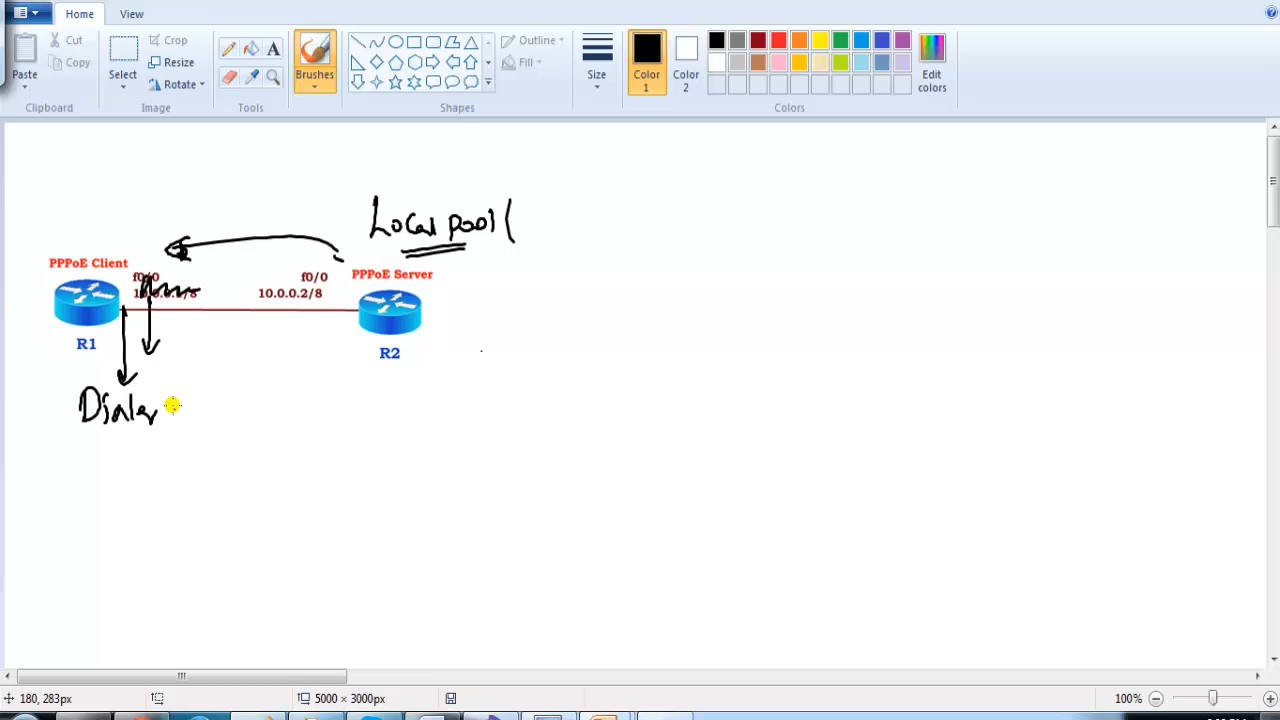 Home
View
Cut
Copy
Paste
Clipboard
Select
Crop
Resize
Rotate
Image
A
Tools
Brushes
Shapes
Outline
Fill
Size
Color
1
Color
2
Edit
colors
Colors
Local pool (
PPPoE Client
f0/0
f0/0
10.0.0.2/8
PPPoE Server
R1
R2
Dialer
180, 283px
5000 × 3000px
100%